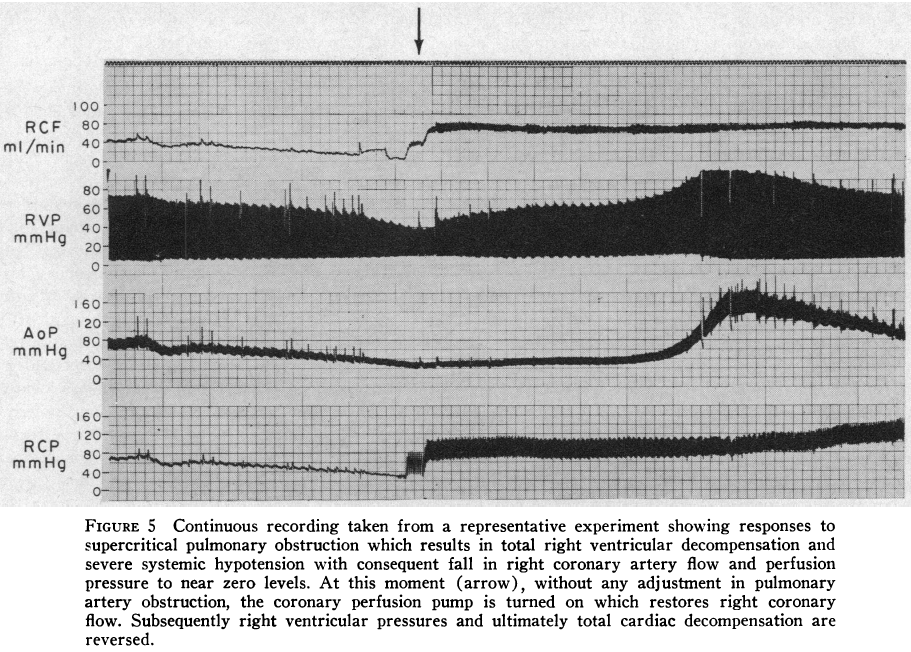 RCF
ml/min
100
80
40
0
RVP
mmHg
80
60
40
20
0
AoP
mmHg
160
120
80
40
0
RCP
mmHg
160
120
80
40
0
FIGURE 5 Continuous recording taken from a representative experiment showing responses to
supercritical pulmonary obstruction which results in total right ventricular decompensation and
severe systemic hypotension with consequent fall in right coronary artery flow and perfusion
pressure to near zero levels. At this moment (arrow), without any adjustment in pulmonary
artery obstruction, the coronary perfusion pump is turned on which restores right coronary
flow. Subsequently right ventricular pressures and ultimately total cardiac decompensation are
reversed.